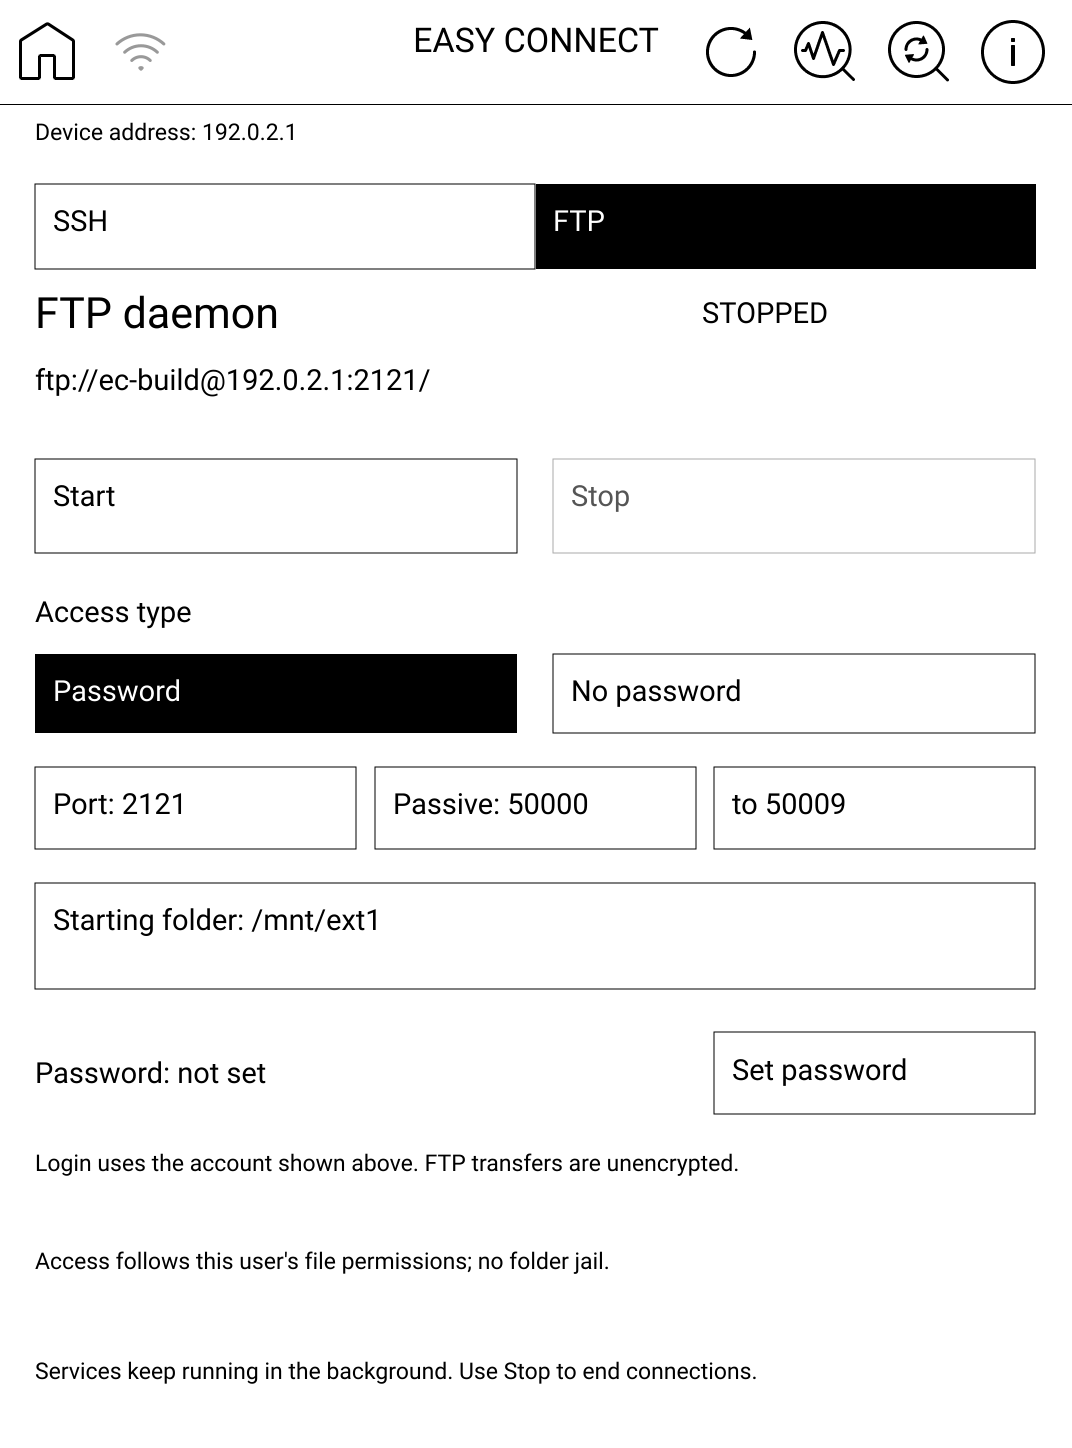 EASY CONNECT
i
Device address: 192.0.2.1
SSH
FTP
FTP daemon
STOPPED
ftp://ec-build@192.0.2.1:2121/
Start
Stop
Access type
Password
No password
Port: 2121
Passive: 50000
to 50009
Starting folder: /mnt/ext1
Password: not set
Set password
Login uses the account shown above. FTP transfers are unencrypted.
Access follows this user's file permissions; no folder jail.
Services keep running in the background. Use Stop to end connections.